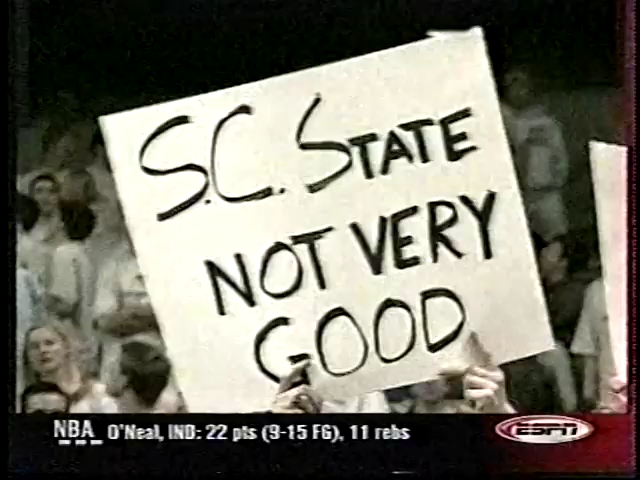 S.C. STATE
NOT VERY
GOOD
NBA O'Neal, IND: 22 pts (9-15 FG), 11 rebs
ESPN